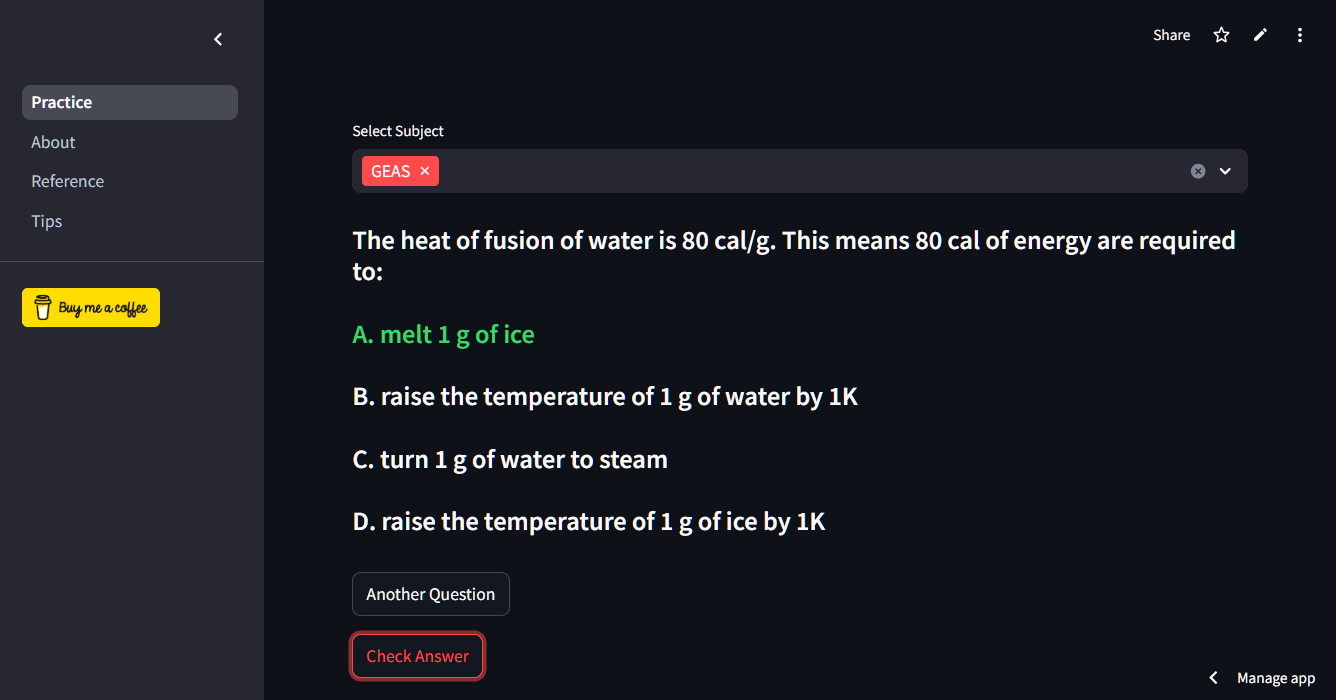 Share
Practice
About
Reference
Tips
Buy me a coffee
Select Subject
GEAS
The heat of fusion of water is 80 cal/g. This means 80 cal of energy are required
to:
A. melt 1 g of ice
B. raise the temperature of 1 g of water by 1K
C. turn 1 g of water to steam
D. raise the temperature of 1 g of ice by 1K
Another Question
Check Answer
Manage app